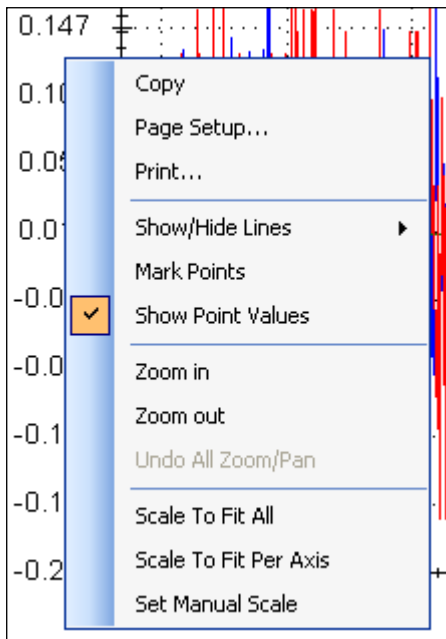 0.147
Copy
Page Setup...
Print...
Show/Hide Lines
Mark Points
Show Point Values
Zoom in
Zoom out
Undo All Zoom/Pan
Scale To Fit All
Scale To Fit Per Axis
Set Manual Scale